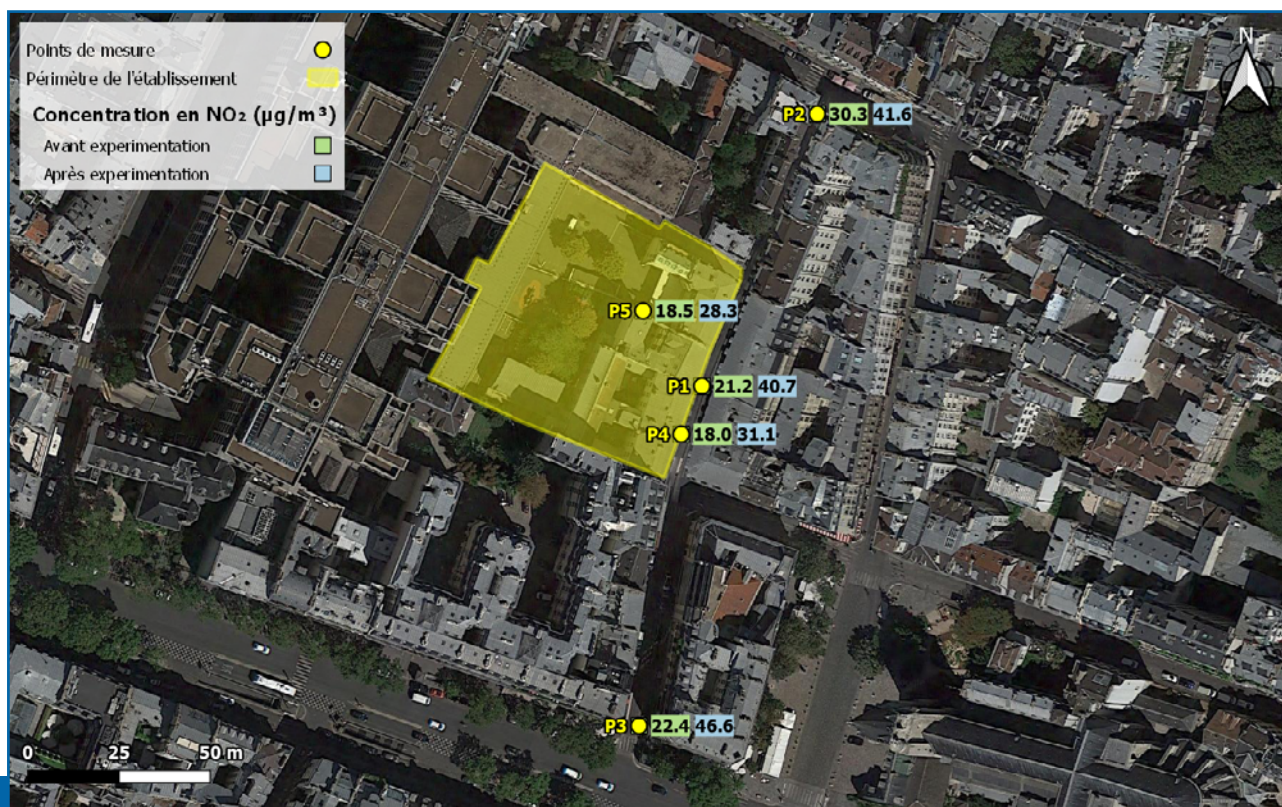 Points de mesure
Périmètre de l'établissement
Concentration en NO₂ (µg/m³)
Avant experimentation
Après experimentation
N
P2 30.3 41.6
P5 18.5 28.3
P1 21.2 40.7
P4 18.0 31.1
P3 22.4 46.6
0 25 50 m